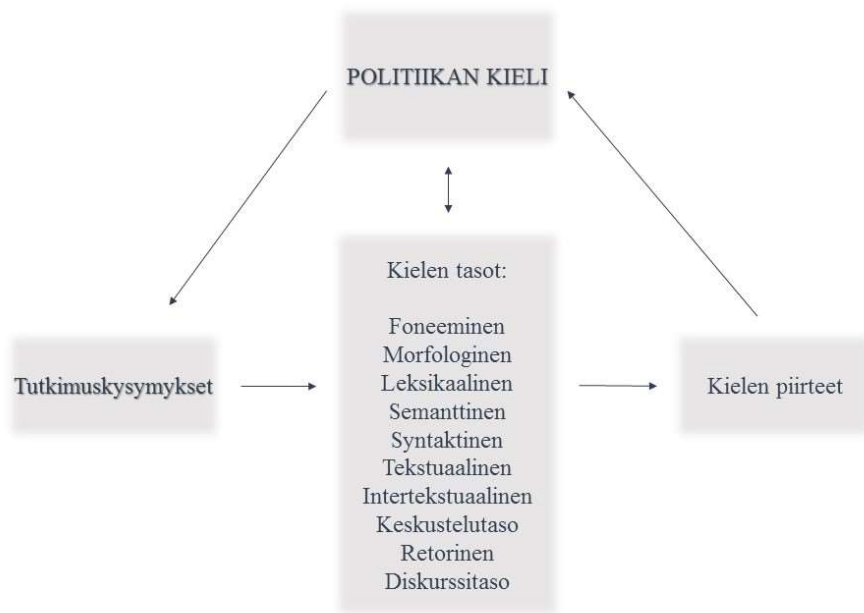 POLITIIKAN KIELI
Kielen tasot:
Foneeminen
Morfologinen
Leksikaalinen
Semanttinen
Syntaktinen
Tekstuaalinen
Intertekstuaalinen
Keskustelutaso
Retorinen
Diskurssitaso
Tutkimuskysymykset
Kielen piirteet